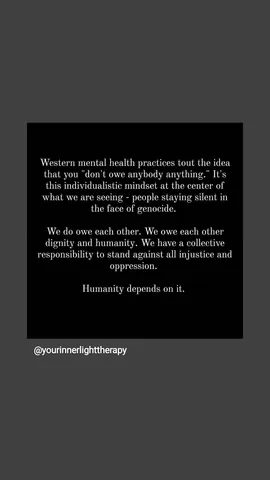 Western mental health practices tout the idea
that you "don't owe anybody anything." It's
this individualistic mindset at the center of
what we are seeing - people staying silent in
the face of genocide.
We do owe each other. We owe each other
dignity and humanity. We have a collective
responsibility to stand against all injustice and
oppression.
Humanity depends on it.
@yourinnerlighttherapy